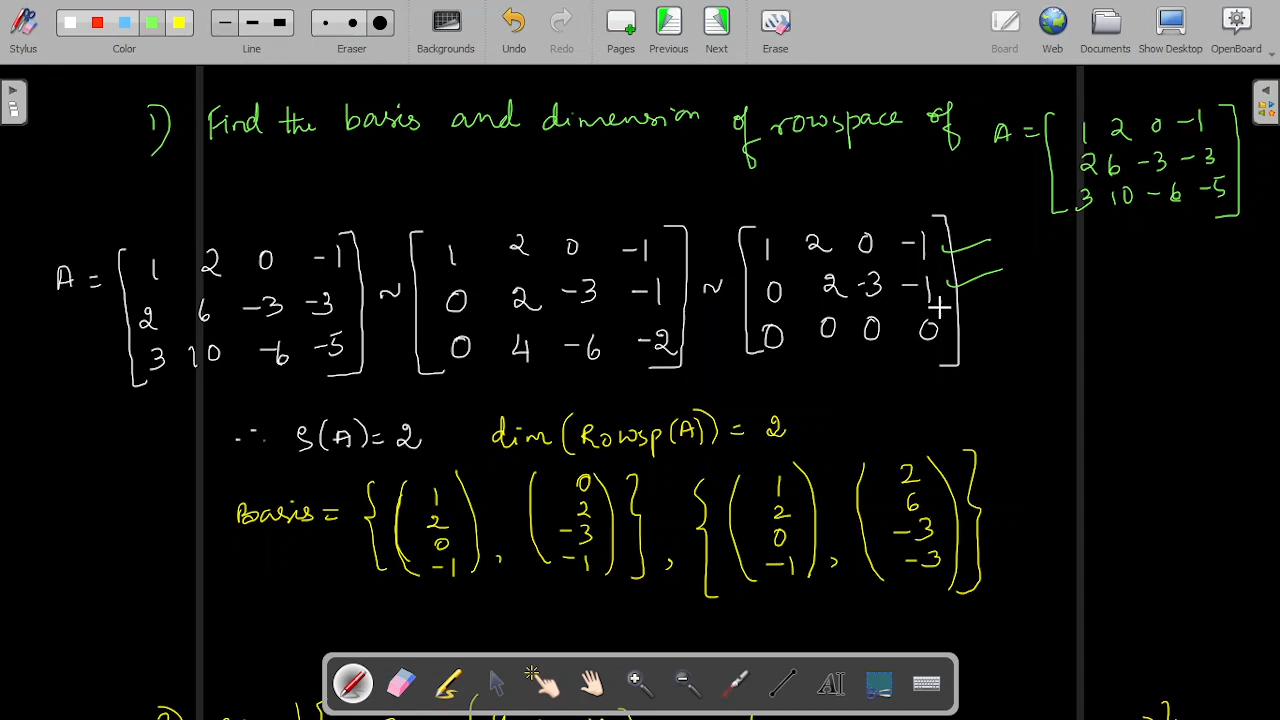 Stylus Color Line Eraser Backgrounds Undo Redo Pages Previous Next Erase Board Web Documents Show Desktop OpenBoard
1) Find the basis and dimension of rowspace of A = [1 2 0 -1
2 6 -3 -3
3 10 -6 -5]
A = [1 2 0 -1 ~ [1 2 0 -1 ~ [1 2 0 -1 ✓
2 6 -3 -3 0 2 -3 -1 0 2 -3 -1 ✓
3 10 -6 -5] 0 4 -6 -2] 0 0 0 0]
∴ ρ(A) = 2 dim (Rowsp(A)) = 2
Basis = { (1 2 0 -1), (0 2 -3 -1) }, { (1 2 0 -1), (2 6 -3 -3) }
2)